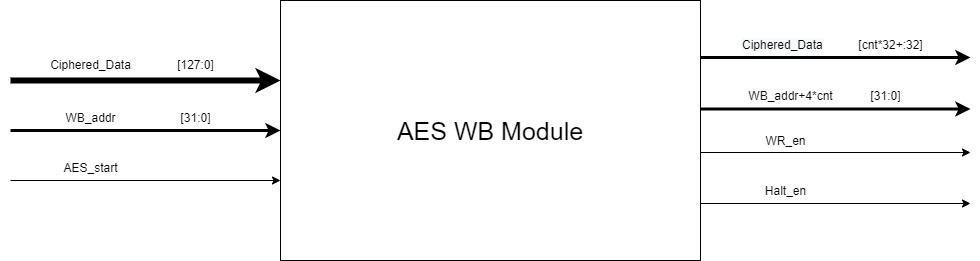 Ciphered_Data [127:0]
WB_addr [31:0]
AES_start
AES WB Module
Ciphered_Data [cnt*32+:32]
WB_addr+4*cnt [31:0]
WR_en
Halt_en